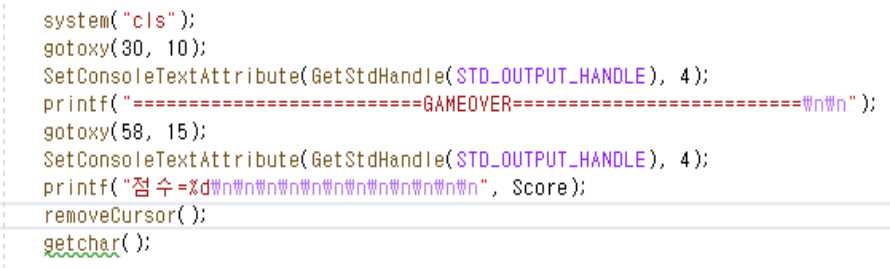 system("cls");
gotoxy(30, 10);
SetConsoleTextAttribute(GetStdHandle(STD_OUTPUT_HANDLE), 4);
printf("==========================GAMEOVER==========================₩n₩n");
gotoxy(58, 15);
SetConsoleTextAttribute(GetStdHandle(STD_OUTPUT_HANDLE), 4);
printf("점수=%d₩n₩n₩n₩n₩n₩n₩n₩n₩n₩n₩n₩n", Score);
removeCursor();
getchar();